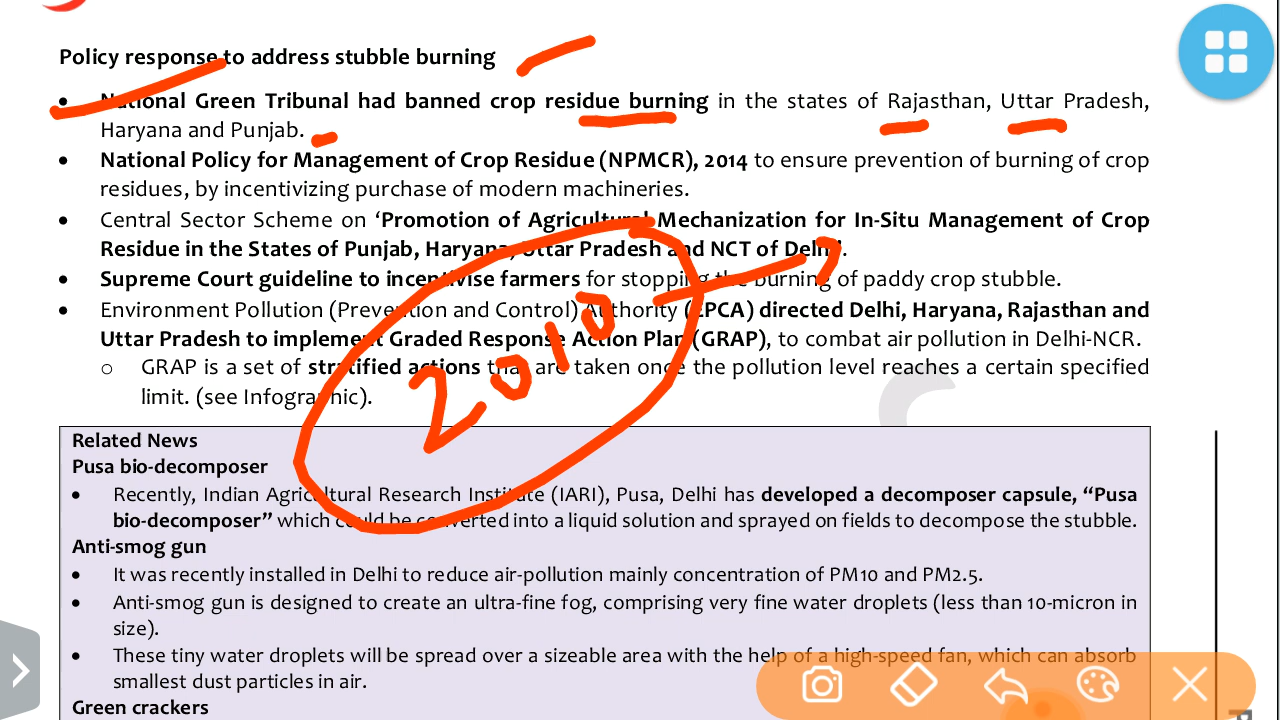 Policy response to address stubble burning
• National Green Tribunal had banned crop residue burning in the states of Rajasthan, Uttar Pradesh,
Haryana and Punjab.
• National Policy for Management of Crop Residue (NPMCR), 2014 to ensure prevention of burning of crop
residues, by incentivizing purchase of modern machineries.
• Central Sector Scheme on ‘Promotion of Agricultural Mechanization for In-Situ Management of Crop
Residue in the States of Punjab, Haryana, Uttar Pradesh and NCT of Delhi’.
• Supreme Court guideline to incentivise farmers for stopping the burning of paddy crop stubble.
• Environment Pollution (Prevention and Control) Authority (EPCA) directed Delhi, Haryana, Rajasthan and
Uttar Pradesh to implement Graded Response Action Plan (GRAP), to combat air pollution in Delhi-NCR.
o GRAP is a set of stratified actions that are taken once the pollution level reaches a certain specified
limit. (see Infographic).
2010
Related News
Pusa bio-decomposer
• Recently, Indian Agricultural Research Institute (IARI), Pusa, Delhi has developed a decomposer capsule, “Pusa
bio-decomposer” which could be converted into a liquid solution and sprayed on fields to decompose the stubble.
Anti-smog gun
• It was recently installed in Delhi to reduce air-pollution mainly concentration of PM10 and PM2.5.
• Anti-smog gun is designed to create an ultra-fine fog, comprising very fine water droplets (less than 10-micron in
size).
• These tiny water droplets will be spread over a sizeable area with the help of a high-speed fan, which can absorb
smallest dust particles in air.
Green crackers